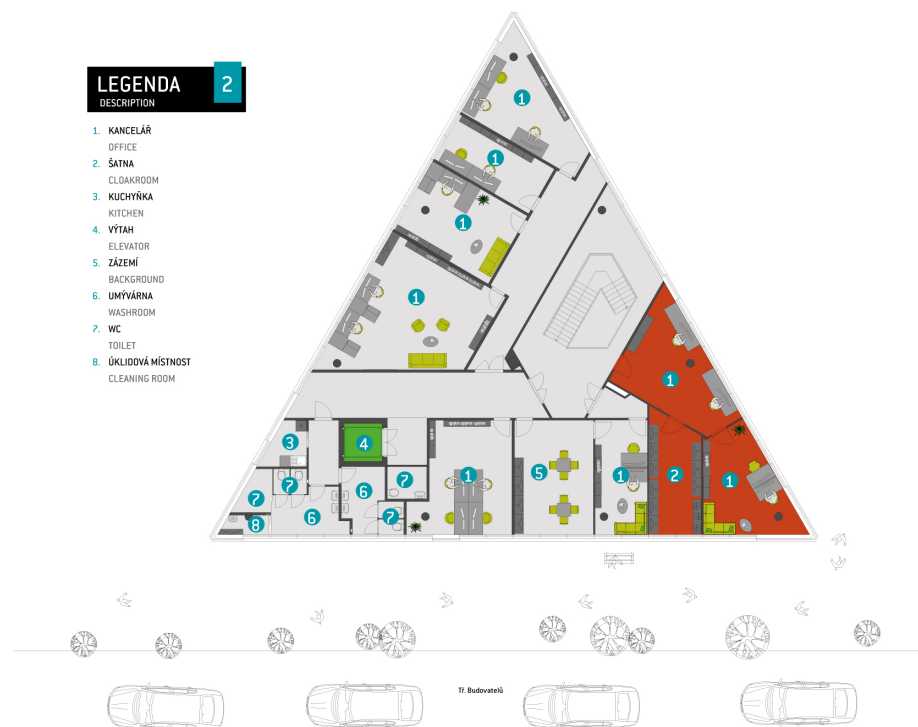 LEGENDA 2
DESCRIPTION
1. KANCELÁŘ
OFFICE
2. ŠATNA
CLOAKROOM
3. KUCHYŇKA
KITCHEN
4. VÝTAH
ELEVATOR
5. ZÁZEMÍ
BACKGROUND
6. UMÝVÁRNA
WASHROOM
7. WC
TOILET
8. ÚKLIDOVÁ MÍSTNOST
CLEANING ROOM
1
1
1
1
1
3
4
7
7
6
7
8
6
7
1
5
1
2
1
Tř. Budovatelů